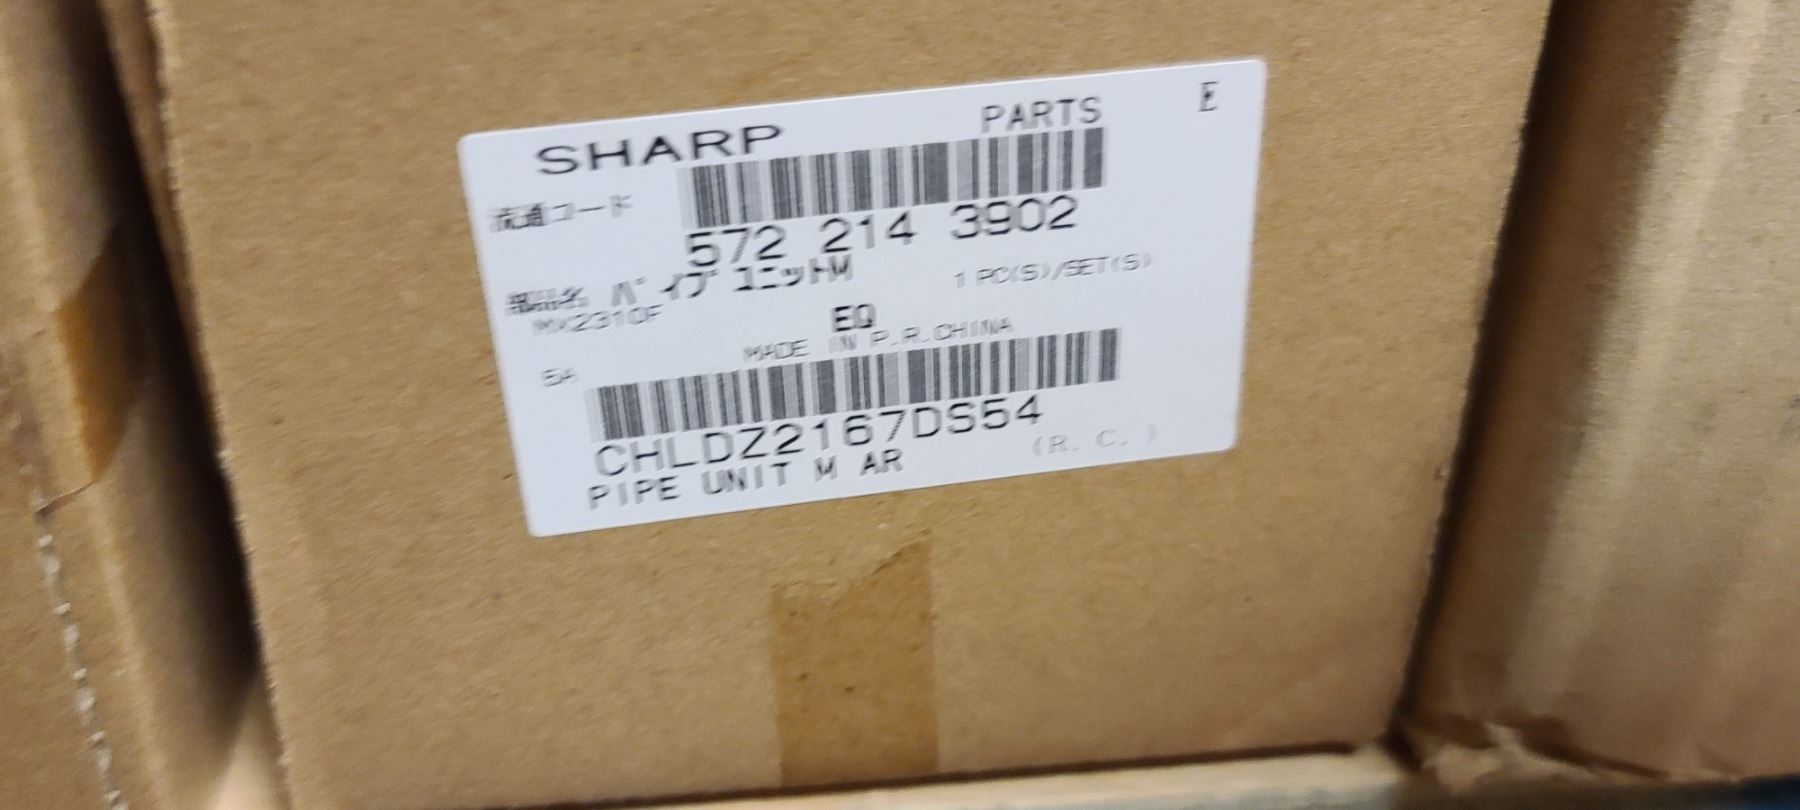 SHARP PARTS E
流通コード
572 214 3902
部品名 パイプユニットM 1 PC(S)/SET(S)
MX2310F EQ
MADE IN P.R.CHINA
5A
CHLDZ2167DS54
PIPE UNIT M AR (R.C.)